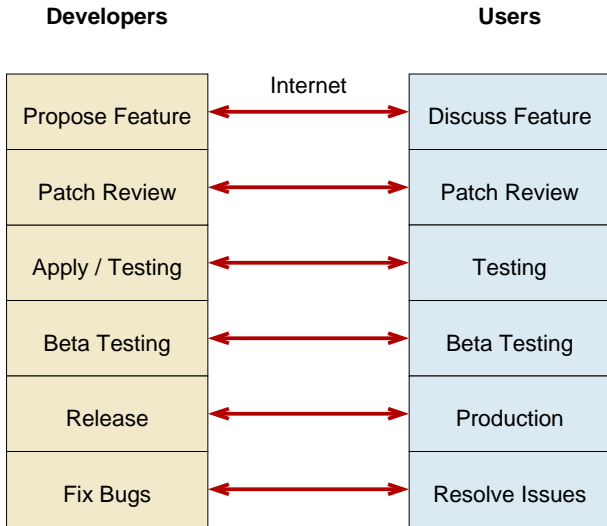 Developers
Users
Internet
Propose Feature
Discuss Feature
Patch Review
Patch Review
Apply / Testing
Testing
Beta Testing
Beta Testing
Release
Production
Fix Bugs
Resolve Issues